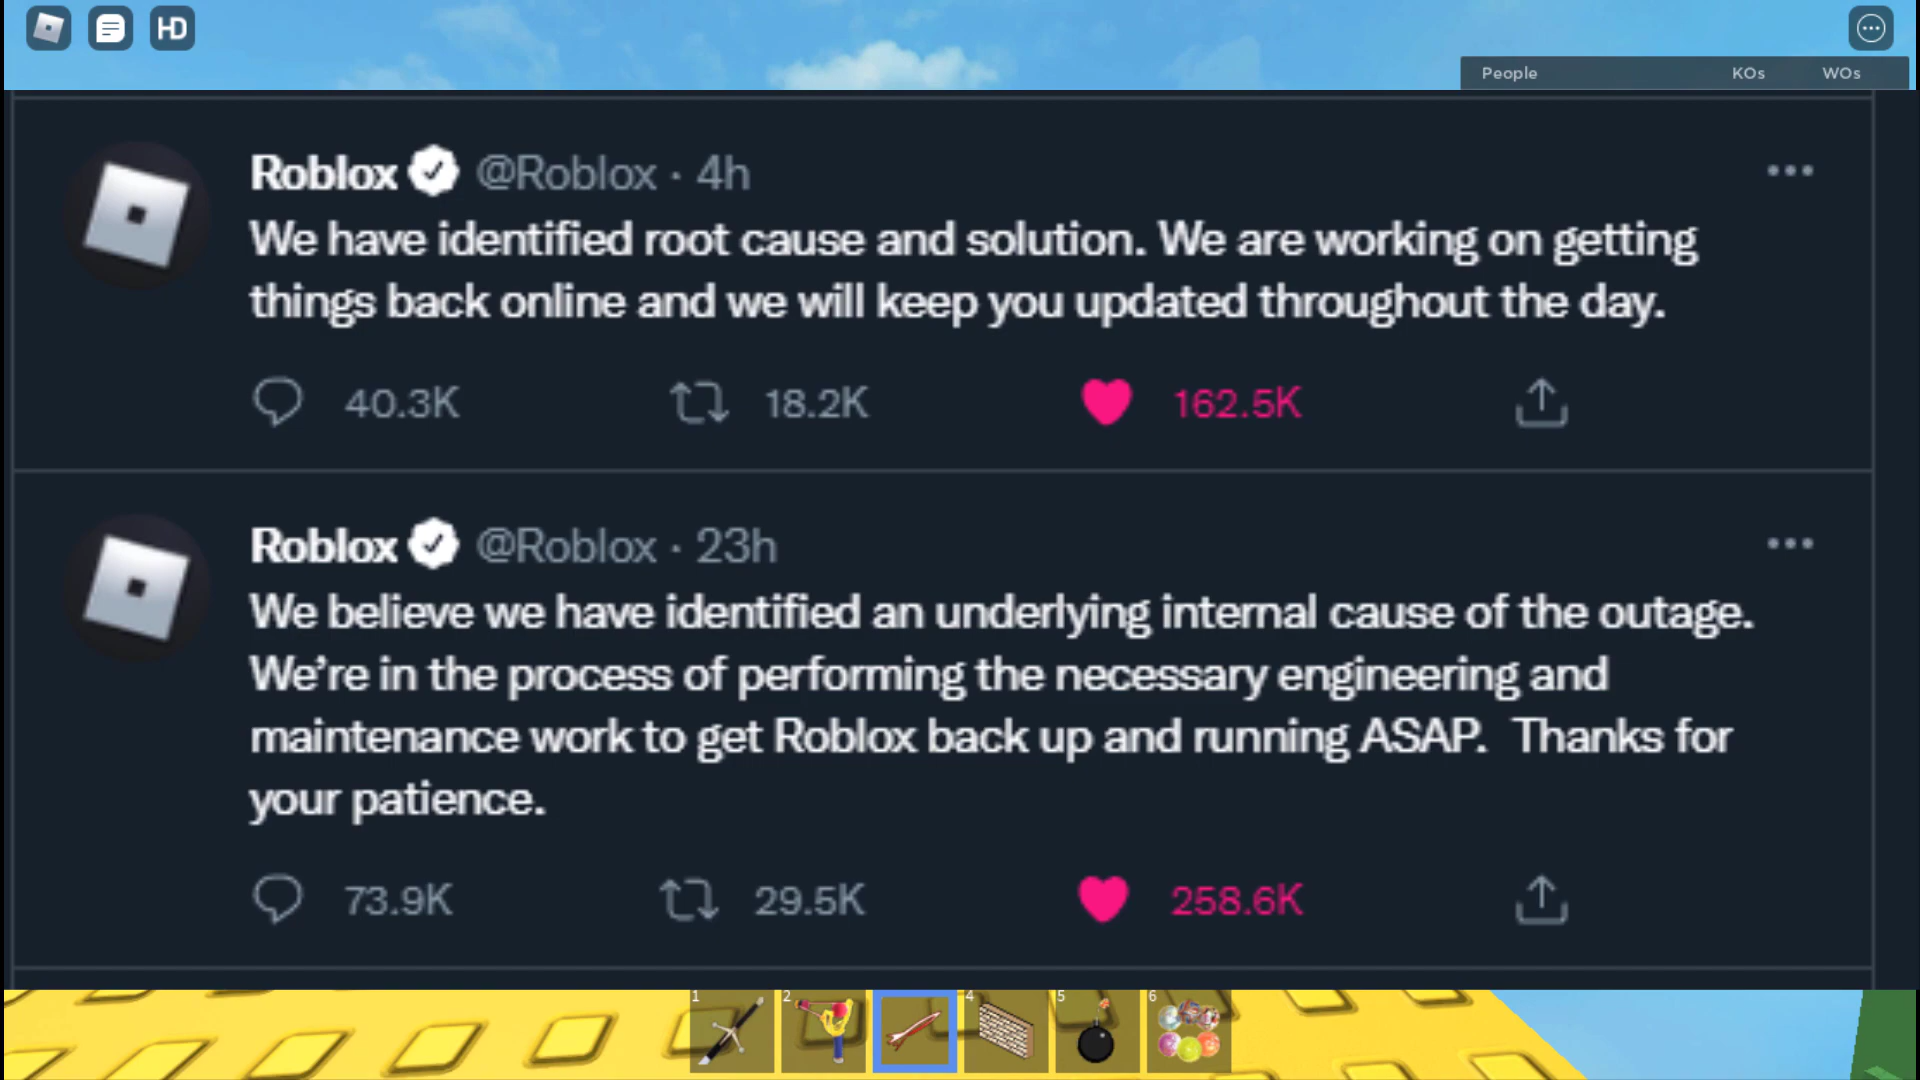 HD
People KOs WOs
Roblox @Roblox · 4h
We have identified root cause and solution. We are working on getting
things back online and we will keep you updated throughout the day.
40.3K 18.2K 162.5K
Roblox @Roblox · 23h
We believe we have identified an underlying internal cause of the outage.
We’re in the process of performing the necessary engineering and
maintenance work to get Roblox back up and running ASAP.  Thanks for
your patience.
73.9K 29.5K 258.6K
1 2 4 5 6